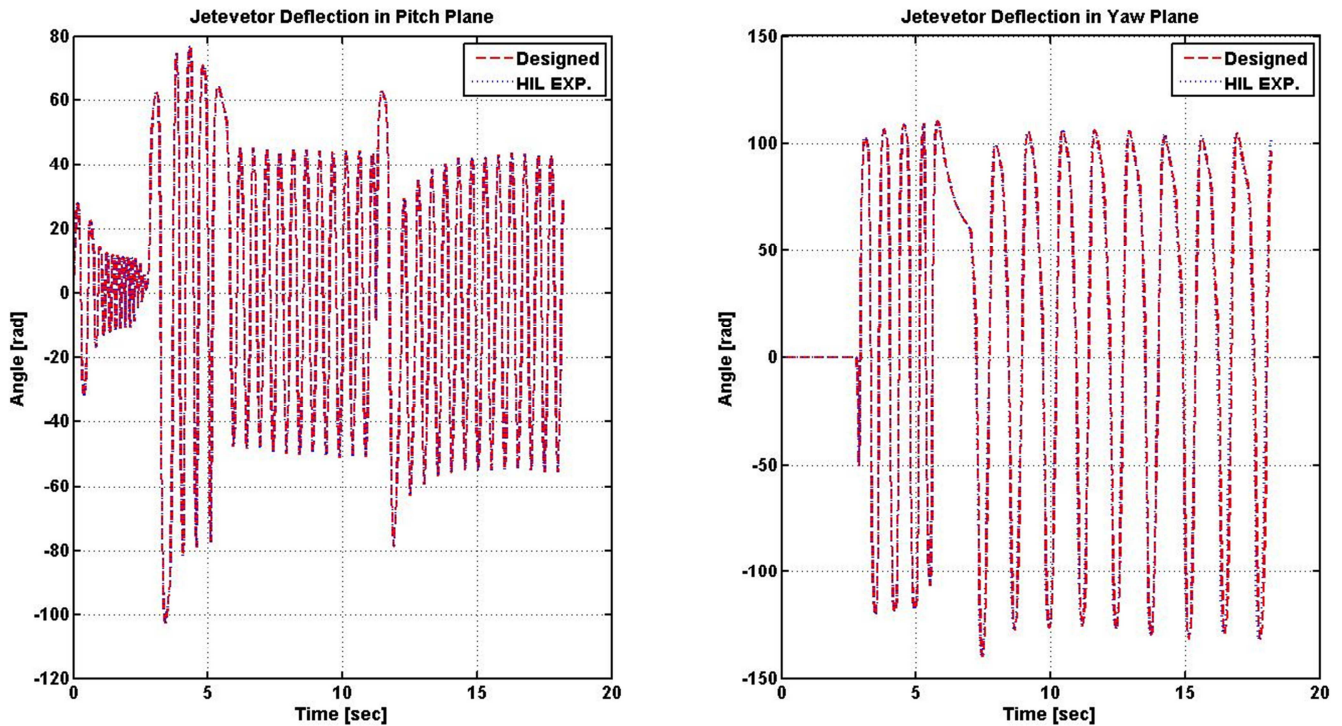 Jetevetor Deflection in Pitch Plane
80
60
40
20
0
-20
-40
-60
-80
-100
-120
Angle [rad]
Designed
HIL EXP.
0
5
10
15
20
Time [sec]
Jetevetor Deflection in Yaw Plane
150
100
50
0
-50
-100
-150
Angle [rad]
Designed
HIL EXP.
0
5
10
15
20
Time [sec]